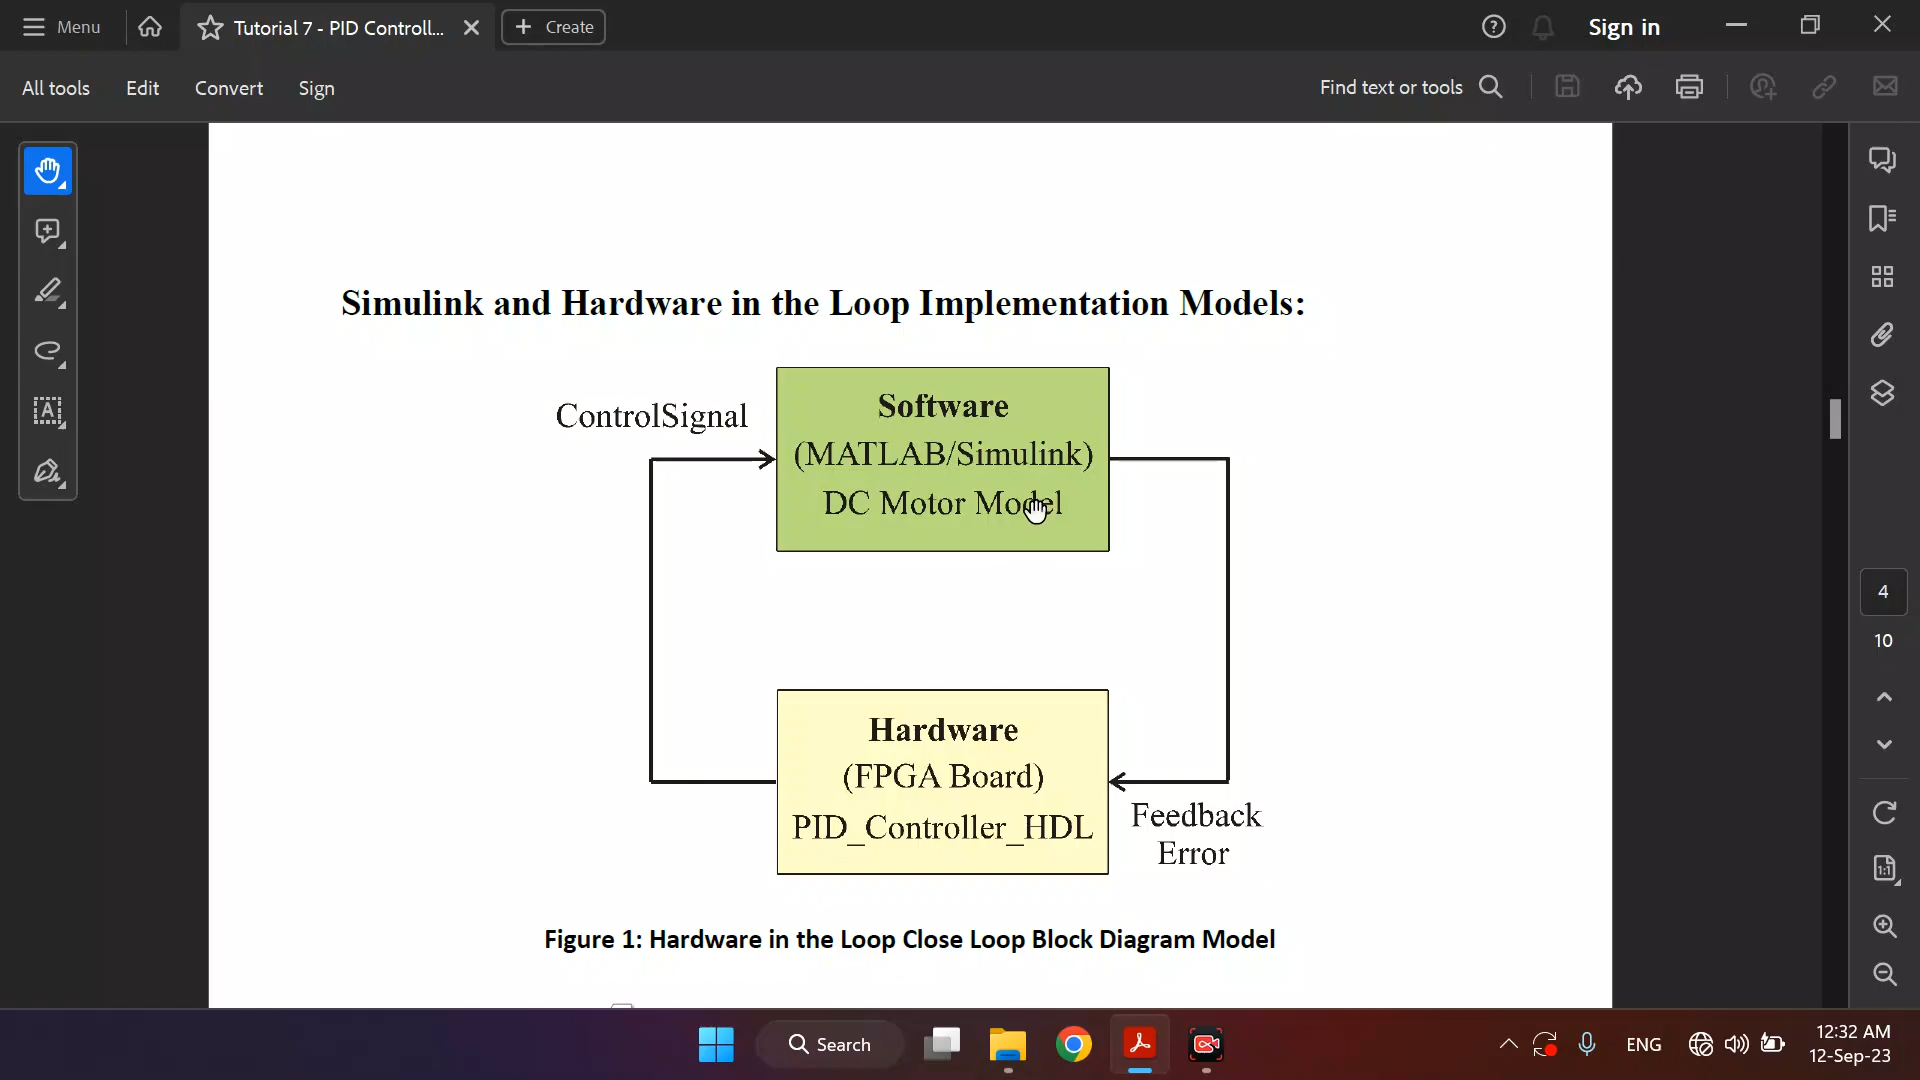 Menu
Tutorial 7 - PID Controll...
Create
Sign in
All tools
Edit
Convert
Sign
Find text or tools
Simulink and Hardware in the Loop Implementation Models:
ControlSignal
Software
(MATLAB/Simulink)
DC Motor Model
Hardware
(FPGA Board)
PID_Controller_HDL
Feedback
Error
Figure 1: Hardware in the Loop Close Loop Block Diagram Model
4
10
1:1
Search
ENG
12:32 AM
12-Sep-23